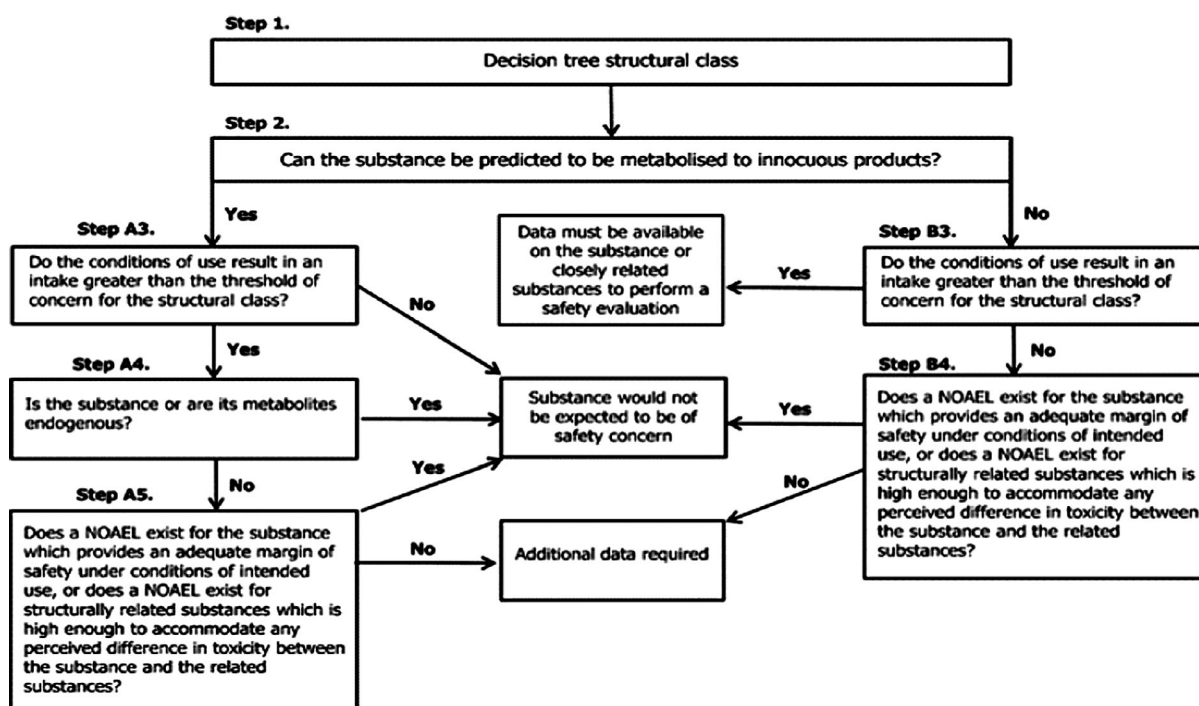 Step 1.
Decision tree structural class
Step 2.
Can the substance be predicted to be metabolised to innocuous products?
Yes
No
Step A3.
Do the conditions of use result in an
intake greater than the threshold of
concern for the structural class?
Data must be available
on the substance or
closely related
substances to perform a
safety evaluation
Step B3.
Do the conditions of use result in an
intake greater than the threshold of
concern for the structural class?
Yes
No
Yes
No
Step A4.
Is the substance or are its metabolites
endogenous?
Yes
Substance would not
be expected to be of
safety concern
Yes
Step B4.
Does a NOAEL exist for the substance
which provides an adequate margin of
safety under conditions of intended
use, or does a NOAEL exist for
structurally related substances which is
high enough to accommodate any
perceived difference in toxicity between
the substance and the related
substances?
No
Yes
No
Step A5.
Does a NOAEL exist for the substance
which provides an adequate margin of
safety under conditions of intended
use, or does a NOAEL exist for
structurally related substances which is
high enough to accommodate any
perceived difference in toxicity between
the substance and the related
substances?
No
Additional data required